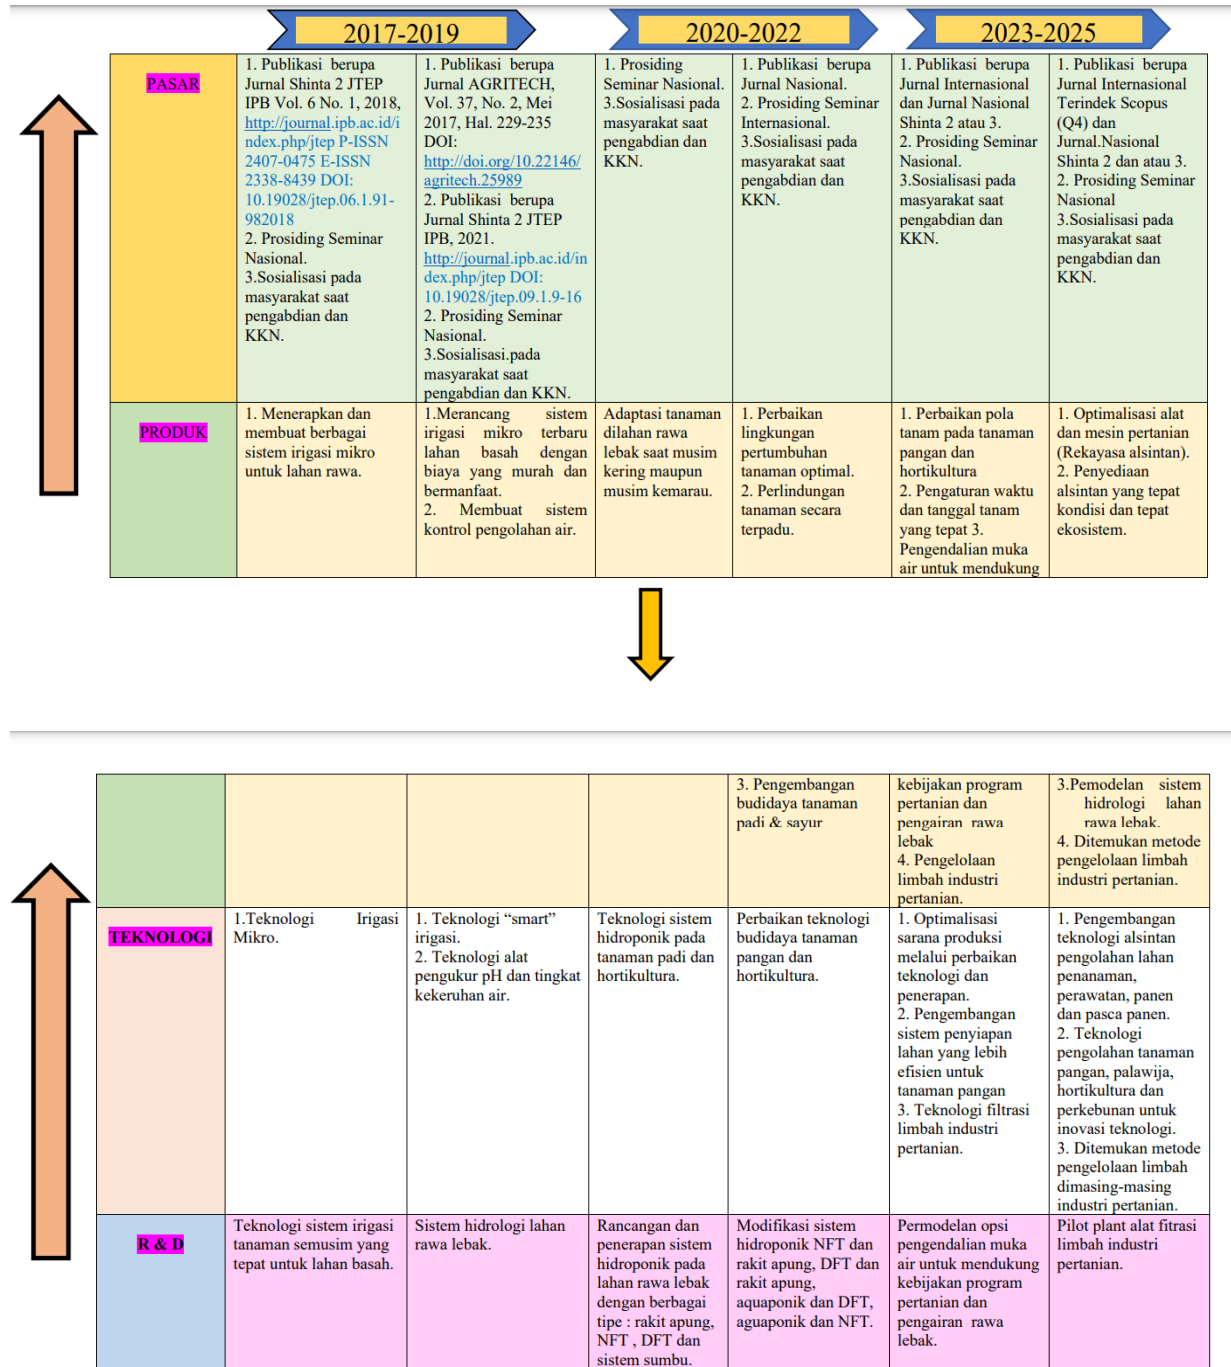 2017-2019
2020-2022
2023-2025
PASAR
1. Publikasi berupa
Jurnal Shinta 2 JTEP
IPB Vol. 6 No. 1, 2018,
http://journal.ipb.ac.id/i
ndex.php/jtep P-ISSN
2407-0475 E-ISSN
2338-8439 DOI:
10.19028/jtep.06.1.91-
982018
2. Prosiding Seminar
Nasional.
3.Sosialisasi pada
masyarakat saat
pengabdian dan
KKN.
1. Publikasi berupa
Jurnal AGRITECH,
Vol. 37, No. 2, Mei
2017, Hal. 229-235
DOI:
http://doi.org/10.22146/
agritech.25989
2. Publikasi berupa
Jurnal Shinta 2 JTEP
IPB, 2021.
http://journal.ipb.ac.id/in
dex.php/jtep DOI:
10.19028/jtep.09.1.9-16
2. Prosiding Seminar
Nasional.
3.Sosialisasi.pada
masyarakat saat
pengabdian dan KKN.
1. Prosiding
Seminar Nasional.
3.Sosialisasi pada
masyarakat saat
pengabdian dan
KKN.
1. Publikasi berupa
Jurnal Nasional.
2. Prosiding Seminar
Internasional.
3.Sosialisasi pada
masyarakat saat
pengabdian dan
KKN.
1. Publikasi berupa
Jurnal Internasional
dan Jurnal Nasional
Shinta 2 atau 3.
2. Prosiding Seminar
Nasional.
3.Sosialisasi pada
masyarakat saat
pengabdian dan
KKN.
1. Publikasi berupa
Jurnal Internasional
Terindek Scopus
(Q4) dan
Jurnal.Nasional
Shinta 2 dan atau 3.
2. Prosiding Seminar
Nasional
3.Sosialisasi pada
masyarakat saat
pengabdian dan
KKN.
PRODUK
1. Menerapkan dan
membuat berbagai
sistem irigasi mikro
untuk lahan rawa.
1.Merancang sistem
irigasi mikro terbaru
lahan basah dengan
biaya yang murah dan
bermanfaat.
2. Membuat sistem
kontrol pengolahan air.
Adaptasi tanaman
dilahan rawa
lebak saat musim
kering maupun
musim kemarau.
1. Perbaikan
lingkungan
pertumbuhan
tanaman optimal.
2. Perlindungan
tanaman secara
terpadu.
1. Perbaikan pola
tanam pada tanaman
pangan dan
hortikultura
2. Pengaturan waktu
dan tanggal tanam
yang tepat 3.
Pengendalian muka
air untuk mendukung
1. Optimalisasi alat
dan mesin pertanian
(Rekayasa alsintan).
2. Penyediaan
alsintan yang tepat
kondisi dan tepat
ekosistem.
3. Pengembangan
budidaya tanaman
padi & sayur
kebijakan program
pertanian dan
pengairan rawa
lebak
4. Pengelolaan
limbah industri
pertanian.
3.Pemodelan sistem
hidrologi lahan
rawa lebak.
4. Ditemukan metode
pengelolaan limbah
industri pertanian.
TEKNOLOGI
1.Teknologi Irigasi
Mikro.
1. Teknologi “smart”
irigasi.
2. Teknologi alat
pengukur pH dan tingkat
kekeruhan air.
Teknologi sistem
hidroponik pada
tanaman padi dan
hortikultura.
Perbaikan teknologi
budidaya tanaman
pangan dan
hortikultura.
1. Optimalisasi
sarana produksi
melalui perbaikan
teknologi dan
penerapan.
2. Pengembangan
sistem penyiapan
lahan yang lebih
efisien untuk
tanaman pangan
3. Teknologi filtrasi
limbah industri
pertanian.
1. Pengembangan
teknologi alsintan
pengolahan lahan
penanaman,
perawatan, panen
dan pasca panen.
2. Teknologi
pengolahan tanaman
pangan, palawija,
hortikultura dan
perkebunan untuk
inovasi teknologi.
3. Ditemukan metode
pengelolaan limbah
dimasing-masing
industri pertanian.
R & D
Teknologi sistem irigasi
tanaman semusim yang
tepat untuk lahan basah.
Sistem hidrologi lahan
rawa lebak.
Rancangan dan
penerapan sistem
hidroponik pada
lahan rawa lebak
dengan berbagai
tipe : rakit apung,
NFT , DFT dan
sistem sumbu.
Modifikasi sistem
hidroponik NFT dan
rakit apung, DFT dan
rakit apung,
aquaponik dan DFT,
aguaponik dan NFT.
Permodelan opsi
pengendalian muka
air untuk mendukung
kebijakan program
pertanian dan
pengairan rawa
lebak.
Pilot plant alat fitrasi
limbah industri
pertanian.